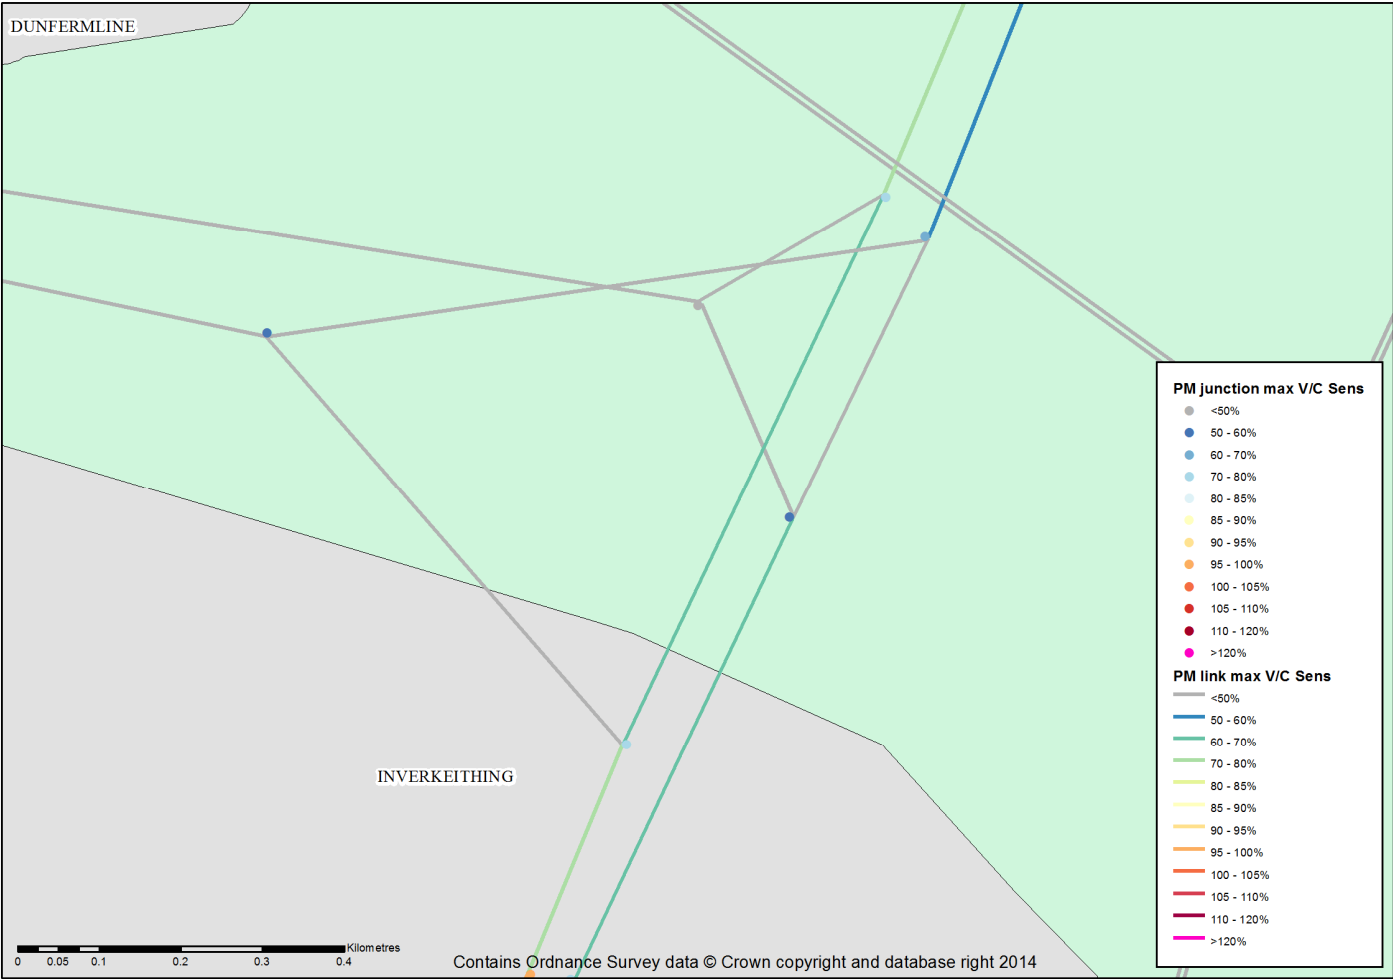 DUNFERMLINE
PM junction max V/C Sens
<50%
50 - 60%
60 - 70%
70 - 80%
80 - 85%
85 - 90%
90 - 95%
95 - 100%
100 - 105%
105 - 110%
110 - 120%
>120%
PM link max V/C Sens
<50%
50 - 60%
60 - 70%
70 - 80%
80 - 85%
85 - 90%
90 - 95%
95 - 100%
100 - 105%
105 - 110%
110 - 120%
>120%
INVERKEITHING
Kilometres
0 0.05 0.1 0.2 0.3 0.4
Contains Ordnance Survey data © Crown copyright and database right 2014